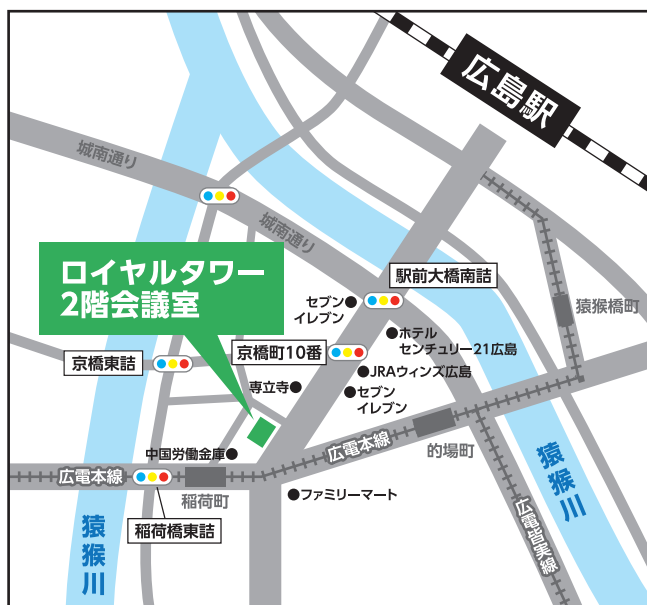 広島駅
城南通り
城南通り
ロイヤルタワー
2階会議室
駅前大橋南詰
セブン
イレブン
猿猴橋町
ホテル
センチュリー21広島
京橋町10番
京橋東詰
JRAウィンズ広島
専立寺
セブン
イレブン
的場町
中国労働金庫
広電本線
広電本線
稲荷町
ファミリーマート
稲荷橋東詰
猿猴川
猿猴川
広電皆実線